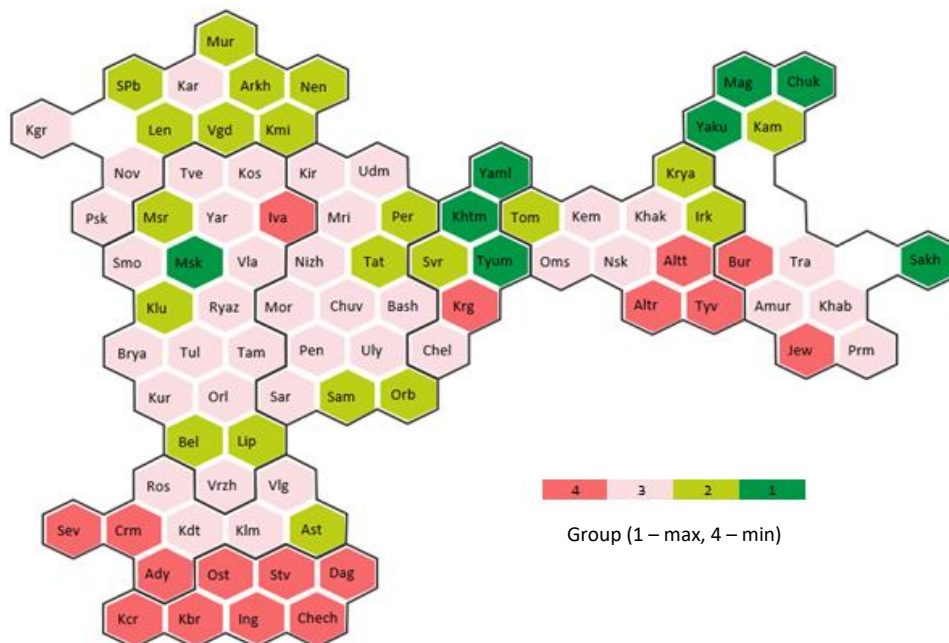 Mur
SPb Kar Arkh Nen Mag Chuk
Kgr Len Vgd Kmi Yaku Kam
Nov Tve Kos Kir Udm Yaml Krya
Psk Msr Yar Iva Mri Per Khtm Tom Kem Khak Irk
Smo Msk Vla Nizh Tat Svr Tyum Oms Nsk Altt Bur Tra Sakh
Klu Ryaz Mor Chuv Bash Krg Altr Tyv Amur Khab
Brya Tul Tam Pen Uly Chel Jew Prm
Kur Orl Sar Sam Orb
Bel Lip
Ros Vrzh Vlg
4 3 2 1
Sev Crm Kdt Klm Ast
Group (1 – max, 4 – min)
Ady Ost Stv Dag
Kcr Kbr Ing Chech